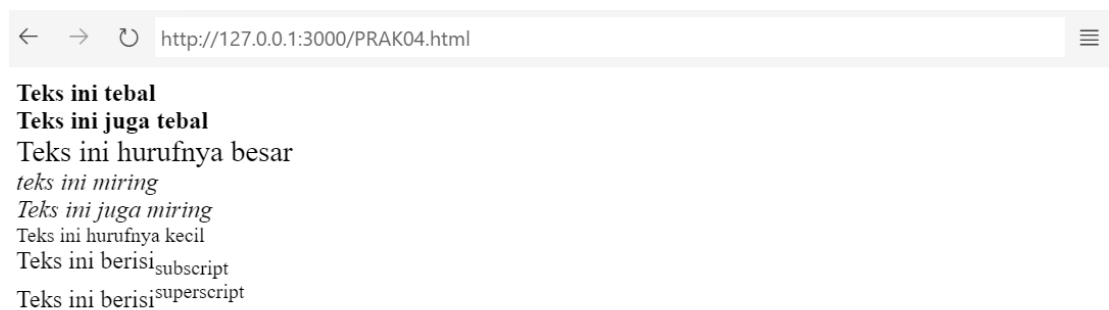 http://127.0.0.1:3000/PRAK04.html
Teks ini tebal
Teks ini juga tebal
Teks ini hurufnya besar
teks ini miring
Teks ini juga miring
Teks ini hurufnya kecil
Teks ini berisisubscript
Teks ini berisisuperscript